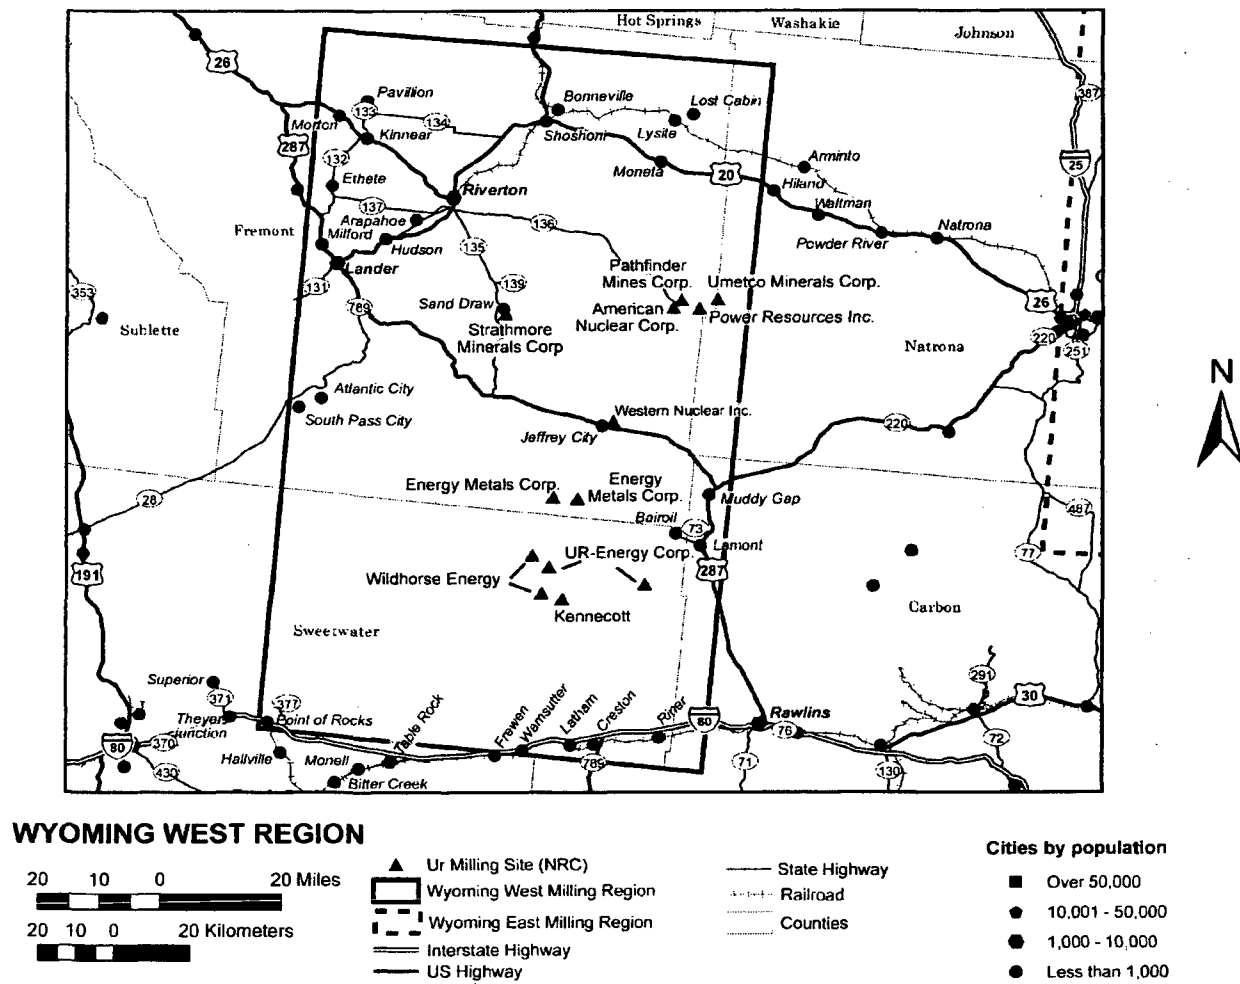 Hot Springs
Washakie
Johnson
26
387
Pavillion
Bonneville
Lost Cabin
133
134
Morton
Kinnear
Shoshoni
Lysite
287
132
Moneta
Arminto
25
20
Ethete
Riverton
Hiland
137
Waltman
Arapahoe
136
Fremont
Milford
Hudson
135
Powder River
Natrona
Lander
Pathfinder
Mines Corp.
Umetco Minerals Corp.
131
139
353
789
Sand Draw
American
Nuclear Corp.
Power Resources Inc.
26
Sublette
Strathmore
Minerals Corp
220
251
Natrona
N
Atlantic City
South Pass City
Western Nuclear Inc.
Jeffrey City
220
Energy Metals Corp.
Energy
Metals Corp.
28
Muddy Gap
487
Bairoil
73
Lamont
77
UR-Energy Corp.
287
Wildhorse Energy
191
Kennecott
Carbon
Sweetwater
Superior
291
371
377
30
Theyen
Junction
Point of Rocks
Table Rock
Frewen
Wamsutter
Latham
Creston
Riner
80
Rawlins
76
80
370
Hallville
Monell
72
430
Bitter Creek
789
71
130
WYOMING WEST REGION
20 10 0 20 Miles
20 10 0 20 Kilometers
Ur Milling Site (NRC)
Wyoming West Milling Region
Wyoming East Milling Region
Interstate Highway
US Highway
State Highway
Railroad
Counties
Cities by population
Over 50,000
10,001 - 50,000
1,000 - 10,000
Less than 1,000